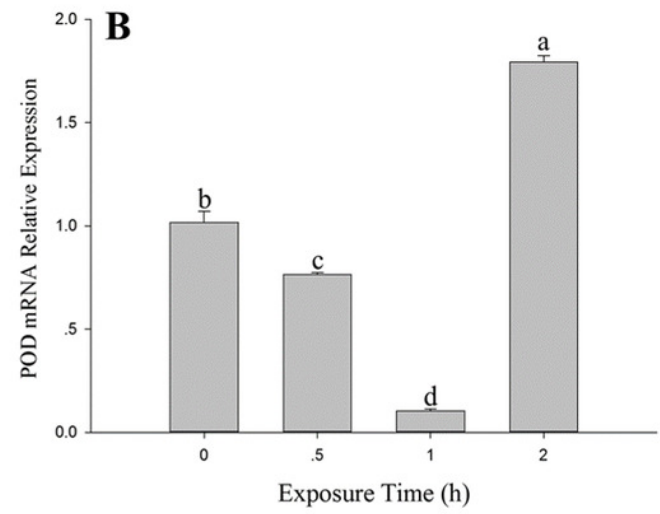 B
POD mRNA Relative Expression
2.0
1.5
1.0
.5
0.0
b
c
d
a
0
.5
1
2
Exposure Time (h)